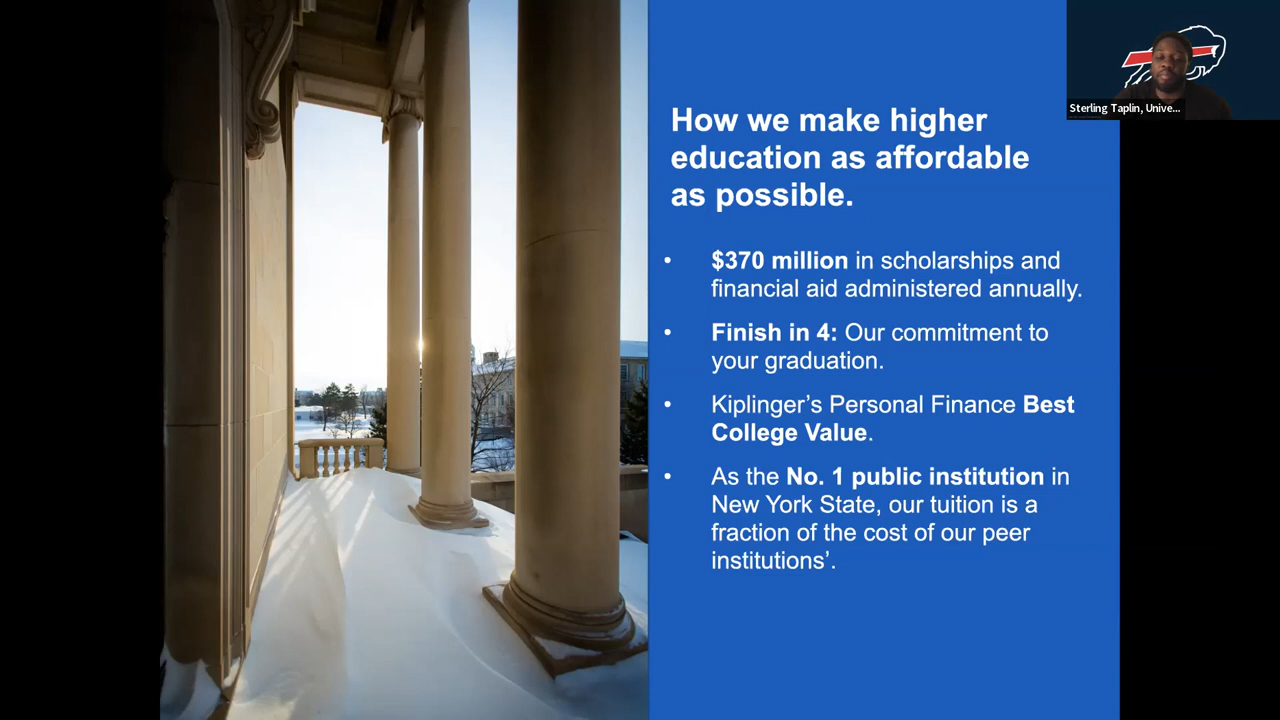 How we make higher
education as affordable
as possible.
• $370 million in scholarships and
financial aid administered annually.
• Finish in 4: Our commitment to
your graduation.
• Kiplinger’s Personal Finance Best
College Value.
• As the No. 1 public institution in
New York State, our tuition is a
fraction of the cost of our peer
institutions’.
Sterling Taplin, Unive...